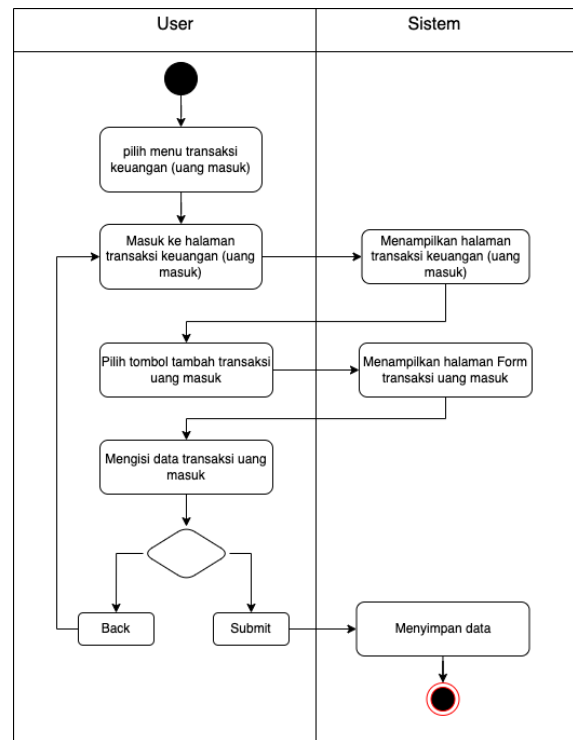 User
Sistem
pilih menu transaksi
keuangan (uang masuk)
Masuk ke halaman
transaksi keuangan (uang
masuk)
Menampilkan halaman
transaksi keuangan (uang
masuk)
Pilih tombol tambah transaksi
uang masuk
Menampilkan halaman Form
transaksi uang masuk
Mengisi data transaksi uang
masuk
Back
Submit
Menyimpan data